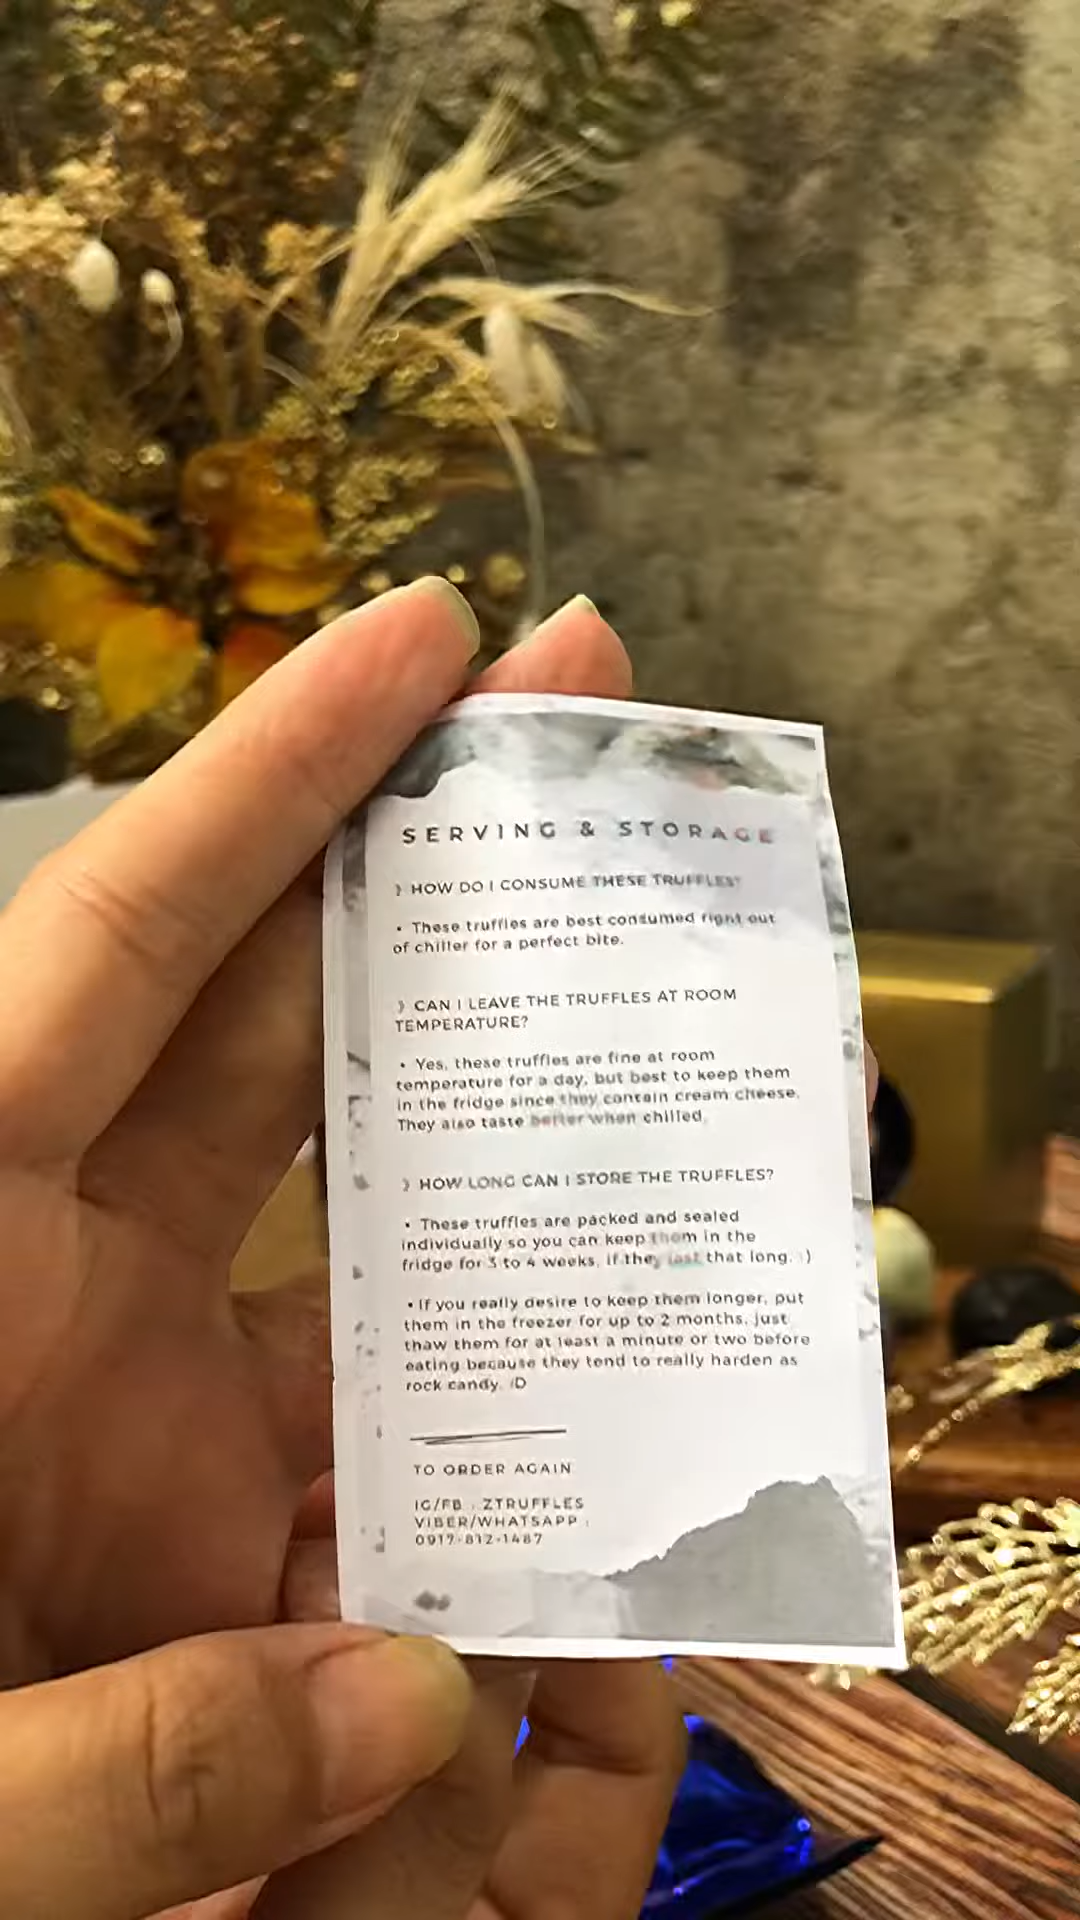 SERVING & STORAGE
› HOW DO I CONSUME THESE TRUFFLES?
• These truffles are best consumed right out
of chiller for a perfect bite.
› CAN I LEAVE THE TRUFFLES AT ROOM
TEMPERATURE?
• Yes, these truffles are fine at room
temperature for a day, but best to keep them
in the fridge since they contain cream cheese.
They also taste better when chilled.
› HOW LONG CAN I STORE THE TRUFFLES?
• These truffles are packed and sealed
individually so you can keep them in the
fridge for 3 to 4 weeks, if they last that long. :)
• If you really desire to keep them longer, put
them in the freezer for up to 2 months, just
thaw them for at least a minute or two before
eating because they tend to really harden as
rock candy. :D
TO ORDER AGAIN
IG/FB : ZTRUFFLES
VIBER/WHATSAPP :
0917-812-1487